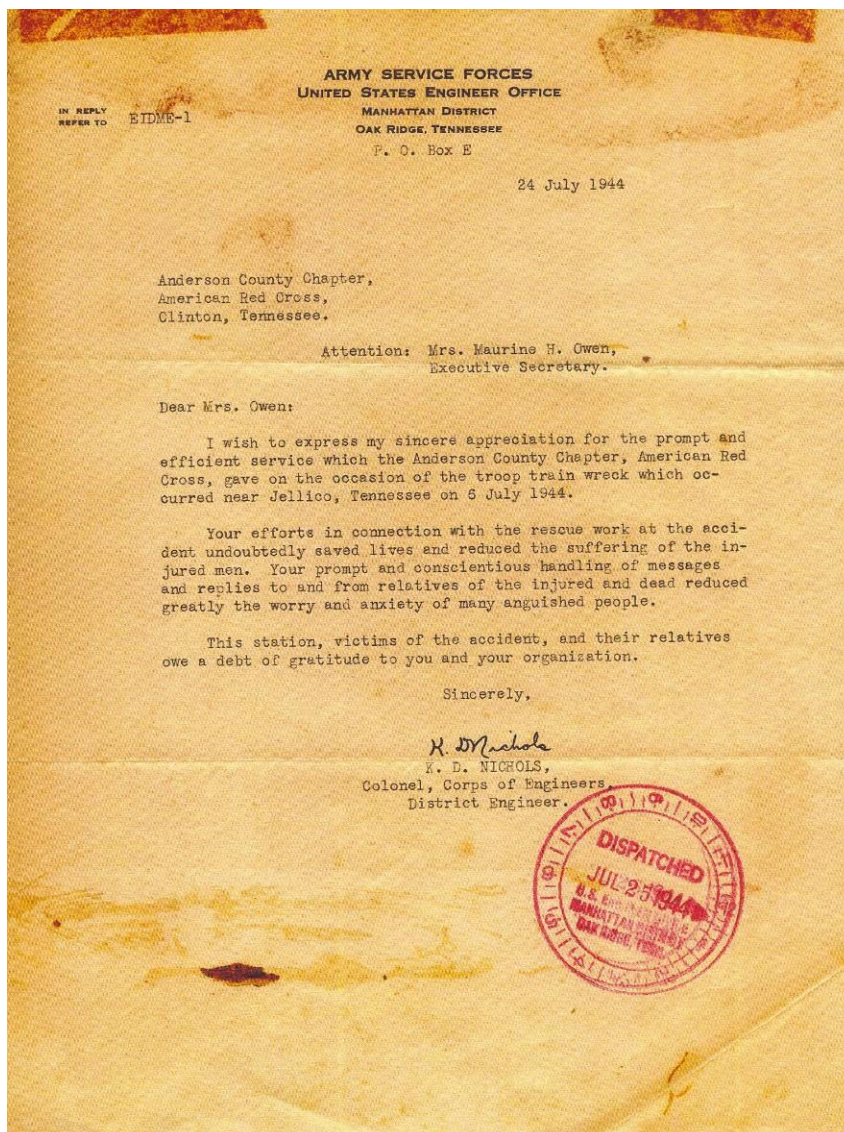 ARMY SERVICE FORCES
UNITED STATES ENGINEER OFFICE
MANHATTAN DISTRICT
OAK RIDGE, TENNESSEE
P. O. Box E
IN REPLY
REFER TO EIDME-1
24 July 1944
Anderson County Chapter,
American Red Cross,
Clinton, Tennessee.
Attention: Mrs. Maurine H. Owen,
Executive Secretary.
Dear Mrs. Owen:
I wish to express my sincere appreciation for the prompt and
efficient service which the Anderson County Chapter, American Red
Cross, gave on the occasion of the troop train wreck which oc-
curred near Jellico, Tennessee on 6 July 1944.
Your efforts in connection with the rescue work at the acci-
dent undoubtedly saved lives and reduced the suffering of the in-
jured men. Your prompt and conscientious handling of messages
and replies to and from relatives of the injured and dead reduced
greatly the worry and anxiety of many anguished people.
This station, victims of the accident, and their relatives
owe a debt of gratitude to you and your organization.
Sincerely,
K. D Nichols
K. D. NICHOLS,
Colonel, Corps of Engineers,
District Engineer.
DISPATCHED
JUL 25 1944
U.S. ENGINEER OFFICE
MANHATTAN DISTRICT
OAK RIDGE, TENN.